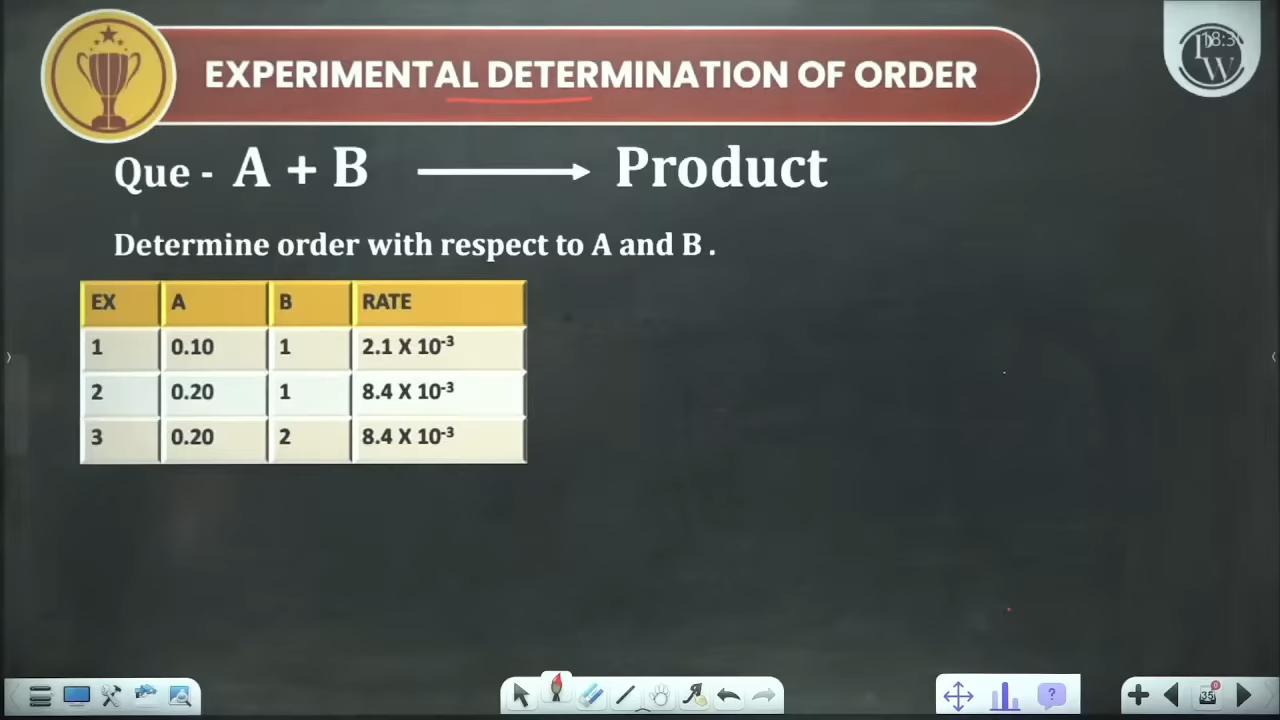 EXPERIMENTAL DETERMINATION OF ORDER
Que - A + B ⟶ Product
Determine order with respect to A and B .
EX A B RATE
1 0.10 1 2.1 X 10⁻³
2 0.20 1 8.4 X 10⁻³
3 0.20 2 8.4 X 10⁻³
35